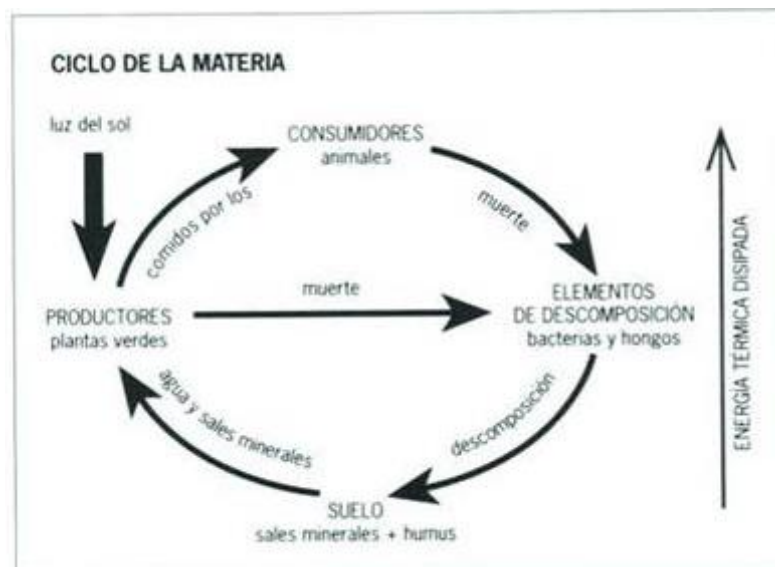 CICLO DE LA MATERIA
luz del sol
CONSUMIDORES
animales
comidos por los
muerte
muerte
PRODUCTORES
plantas verdes
ELEMENTOS
DE DESCOMPOSICIÓN
bacterias y hongos
agua y sales minerales
descomposición
SUELO
sales minerales + humus
ENERGÍA TÉRMICA DISIPADA